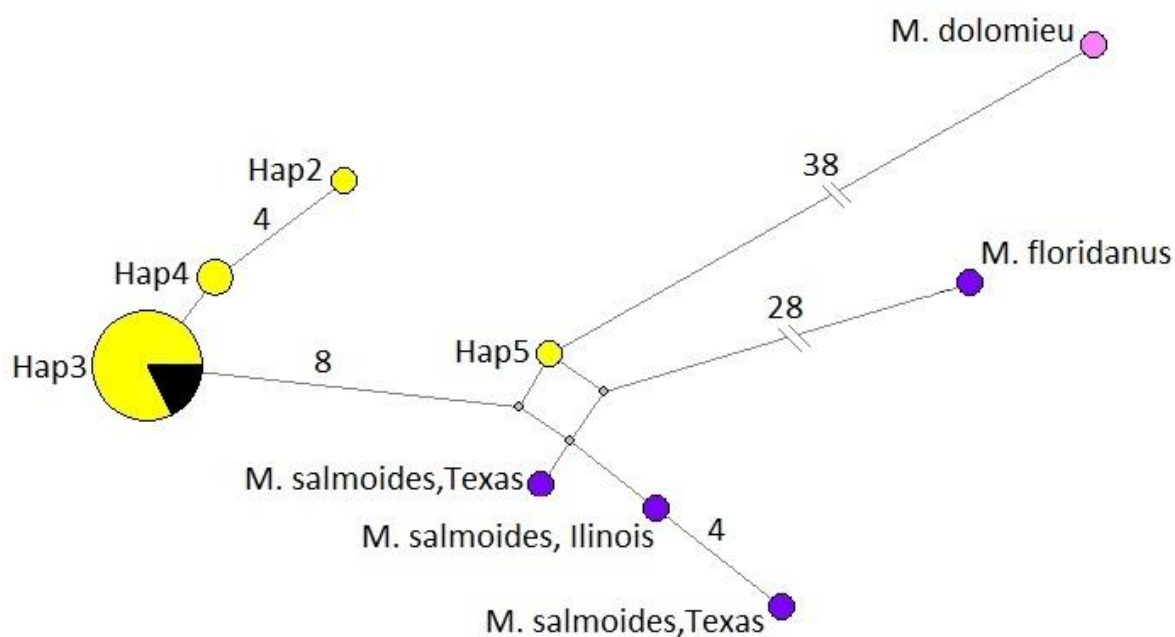 M. dolomieu
38
Hap2
4
Hap4
M. floridanus
28
Hap5
Hap3
8
M. salmoides,Texas
M. salmoides, Ilinois
4
M. salmoides,Texas